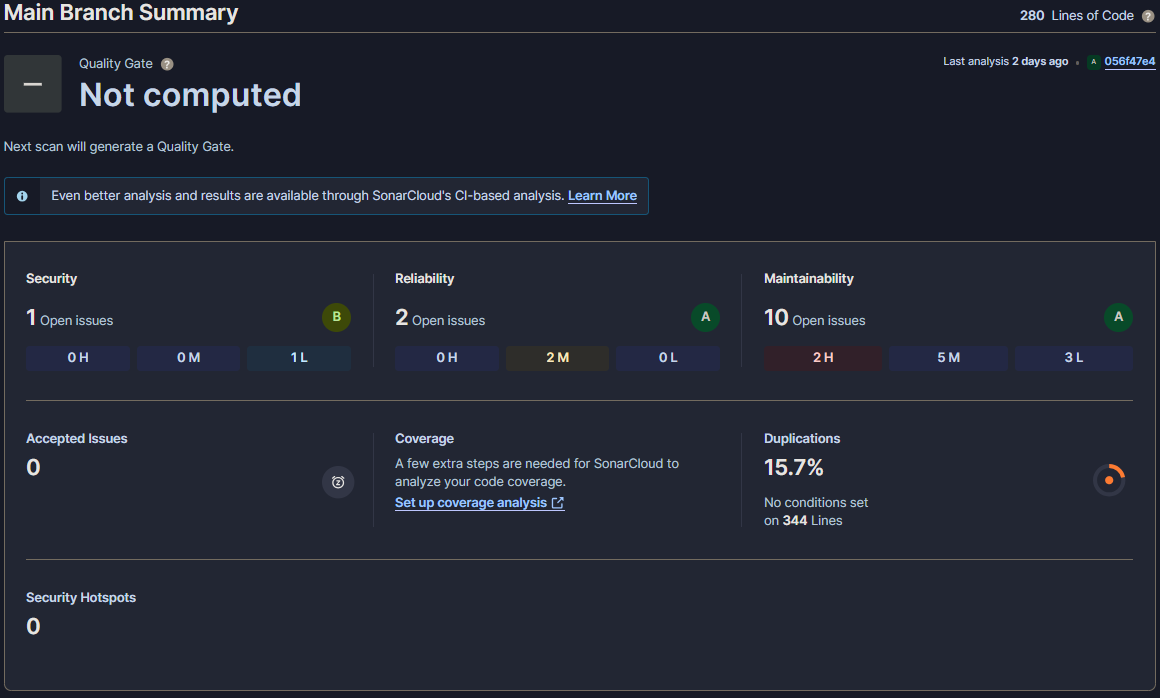 Main Branch Summary
280 Lines of Code ?
Quality Gate ?
Last analysis 2 days ago • A 056f47e4
Not computed
Next scan will generate a Quality Gate.
Even better analysis and results are available through SonarCloud's CI-based analysis. Learn More
Security
1 Open issues
B
0 H
0 M
1 L
Reliability
2 Open issues
A
0 H
2 M
0 L
Maintainability
10 Open issues
A
2 H
5 M
3 L
Accepted Issues
0
Coverage
A few extra steps are needed for SonarCloud to
analyze your code coverage.
Set up coverage analysis
Duplications
15.7%
No conditions set
on 344 Lines
Security Hotspots
0